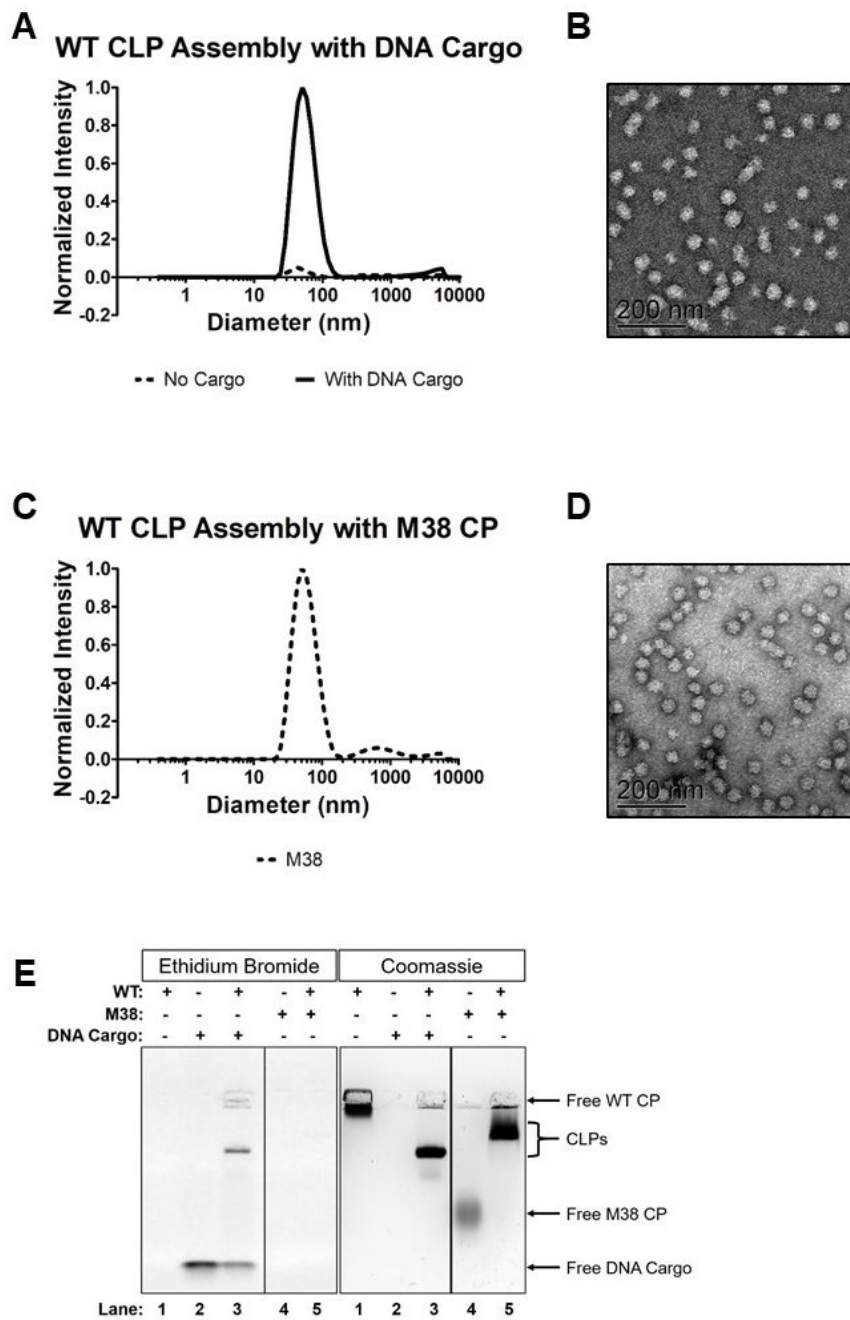 A
WT CLP Assembly with DNA Cargo
Normalized Intensity
1.0
0.8
0.6
0.4
0.2
0.0
-0.2
1 10 100 1000 10000
Diameter (nm)
No Cargo With DNA Cargo
B
200 nm
C
WT CLP Assembly with M38 CP
Normalized Intensity
1.0
0.8
0.6
0.4
0.2
0.0
-0.2
1 10 100 1000 10000
Diameter (nm)
M38
D
200 nm
E
Ethidium Bromide Coomassie
WT: + - + - + + - + - +
M38: - - - + + - - - + +
DNA Cargo: - + + - - - + + - -
Free WT CP
CLPs
Free M38 CP
Free DNA Cargo
Lane: 1 2 3 4 5 1 2 3 4 5